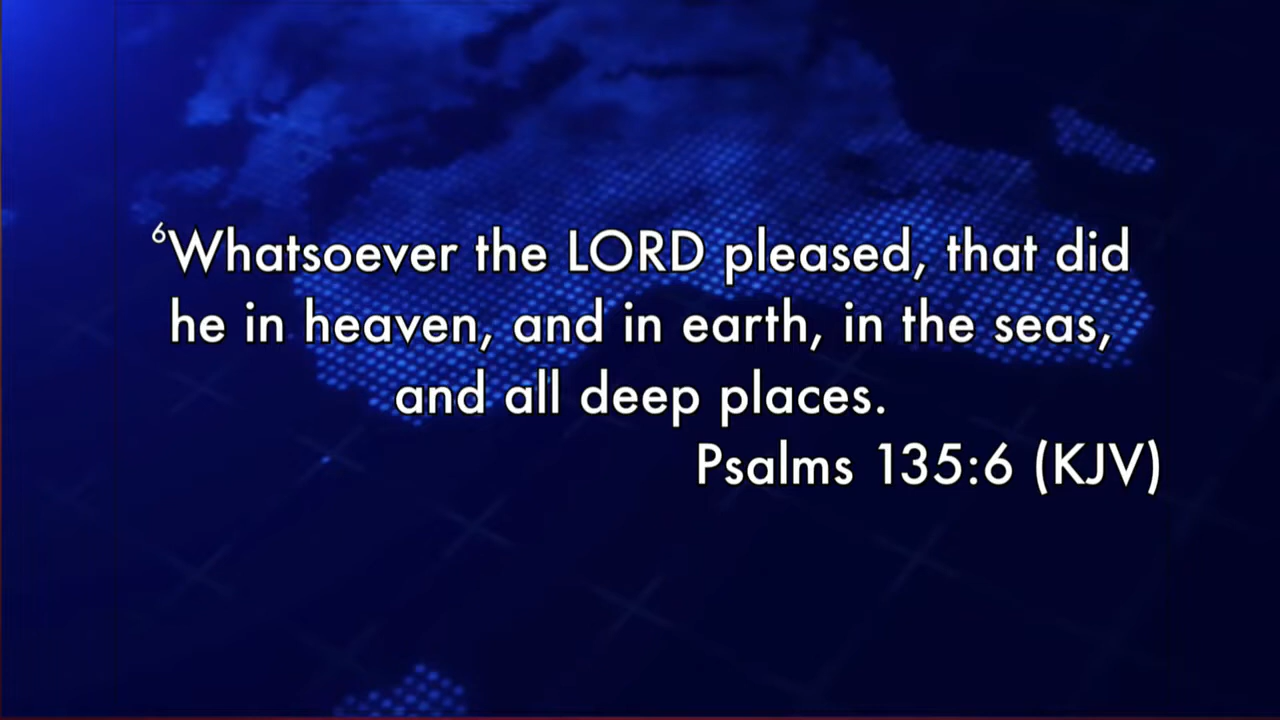 ⁶Whatsoever the LORD pleased, that did
he in heaven, and in earth, in the seas,
and all deep places.
Psalms 135:6 (KJV)